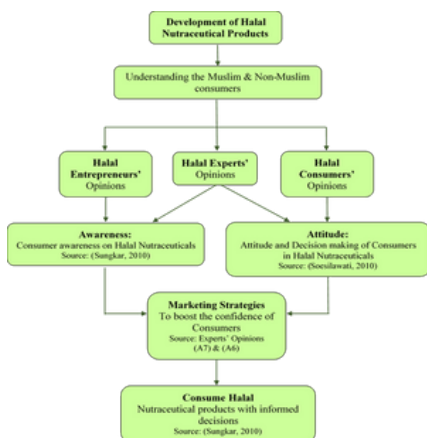 Development of Halal
Nutraceutical Products
Understanding the Muslim & Non-Muslim
consumers
Halal
Entrepreneurs'
Opinions
Halal Experts'
Opinions
Halal
Consumers'
Opinions
Awareness:
Consumer awareness on Halal Nutraceuticals
Source: (Sungkar, 2010)
Attitude:
Attitude and Decision making of Consumers
in Halal Nutraceuticals
Source: (Soesilawati, 2010)
Marketing Strategies
To boost the confidence of
Consumers
Source: Experts' Opinions
(A7) & (A6)
Consume Halal
Nutraceutical products with informed
decisions
Source: (Sungkar, 2010)